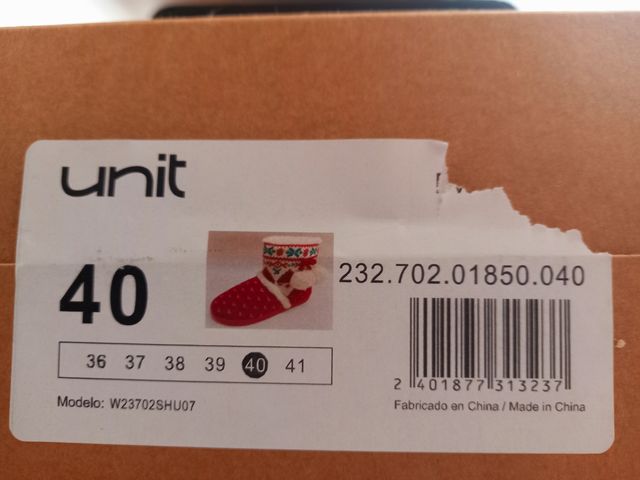 unit
40
232.702.01850.040
36 37 38 39 40 41
2 401877 313237
Modelo: W23702SHU07
Fabricado en China / Made in China